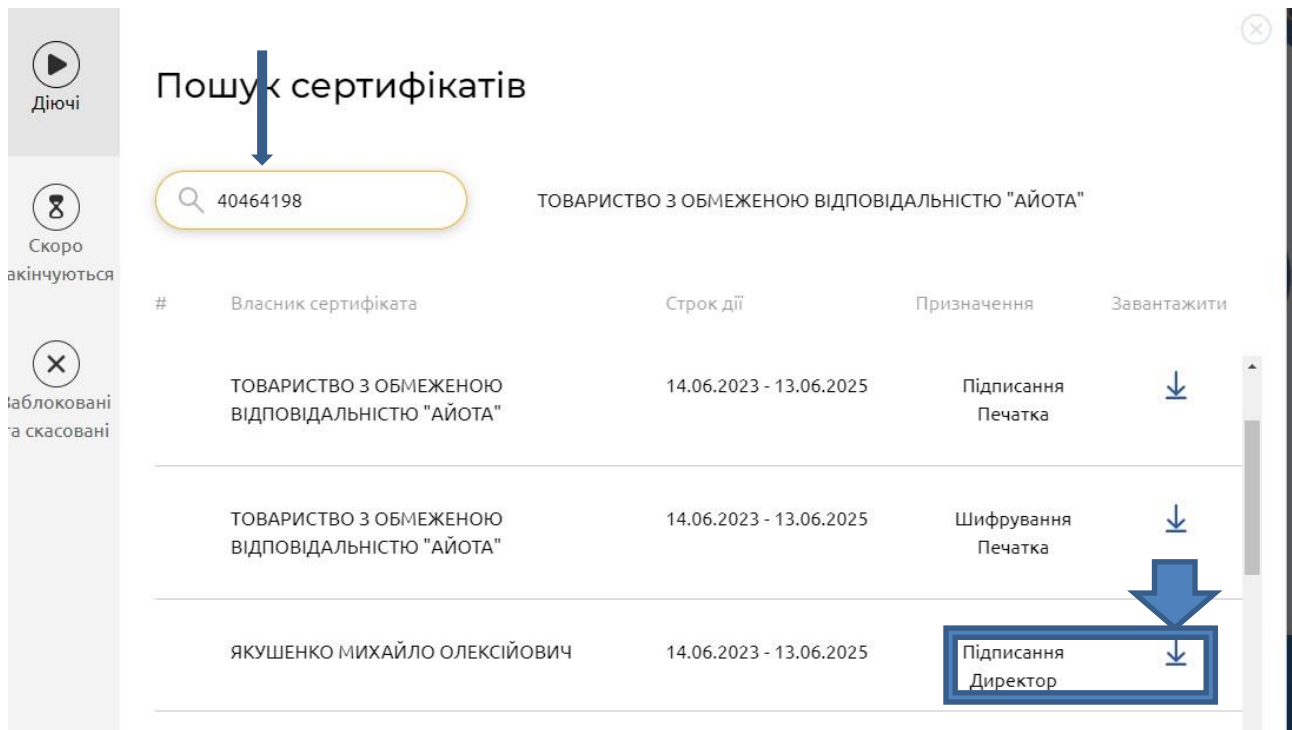 Діючі
Пошук сертифікатів
40464198
ТОВАРИСТВО З ОБМЕЖЕНОЮ ВІДПОВІДАЛЬНІСТЮ "АЙОТА"
Скоро
акінчуються
# Власник сертифіката Строк дії Призначення Завантажити
аблоковані
та скасовані
ТОВАРИСТВО З ОБМЕЖЕНОЮ 14.06.2023 - 13.06.2025 Підписання
ВІДПОВІДАЛЬНІСТЮ "АЙОТА" Печатка
ТОВАРИСТВО З ОБМЕЖЕНОЮ 14.06.2023 - 13.06.2025 Шифрування
ВІДПОВІДАЛЬНІСТЮ "АЙОТА" Печатка
ЯКУШЕНКО МИХАЙЛО ОЛЕКСІЙОВИЧ 14.06.2023 - 13.06.2025 Підписання
Директор